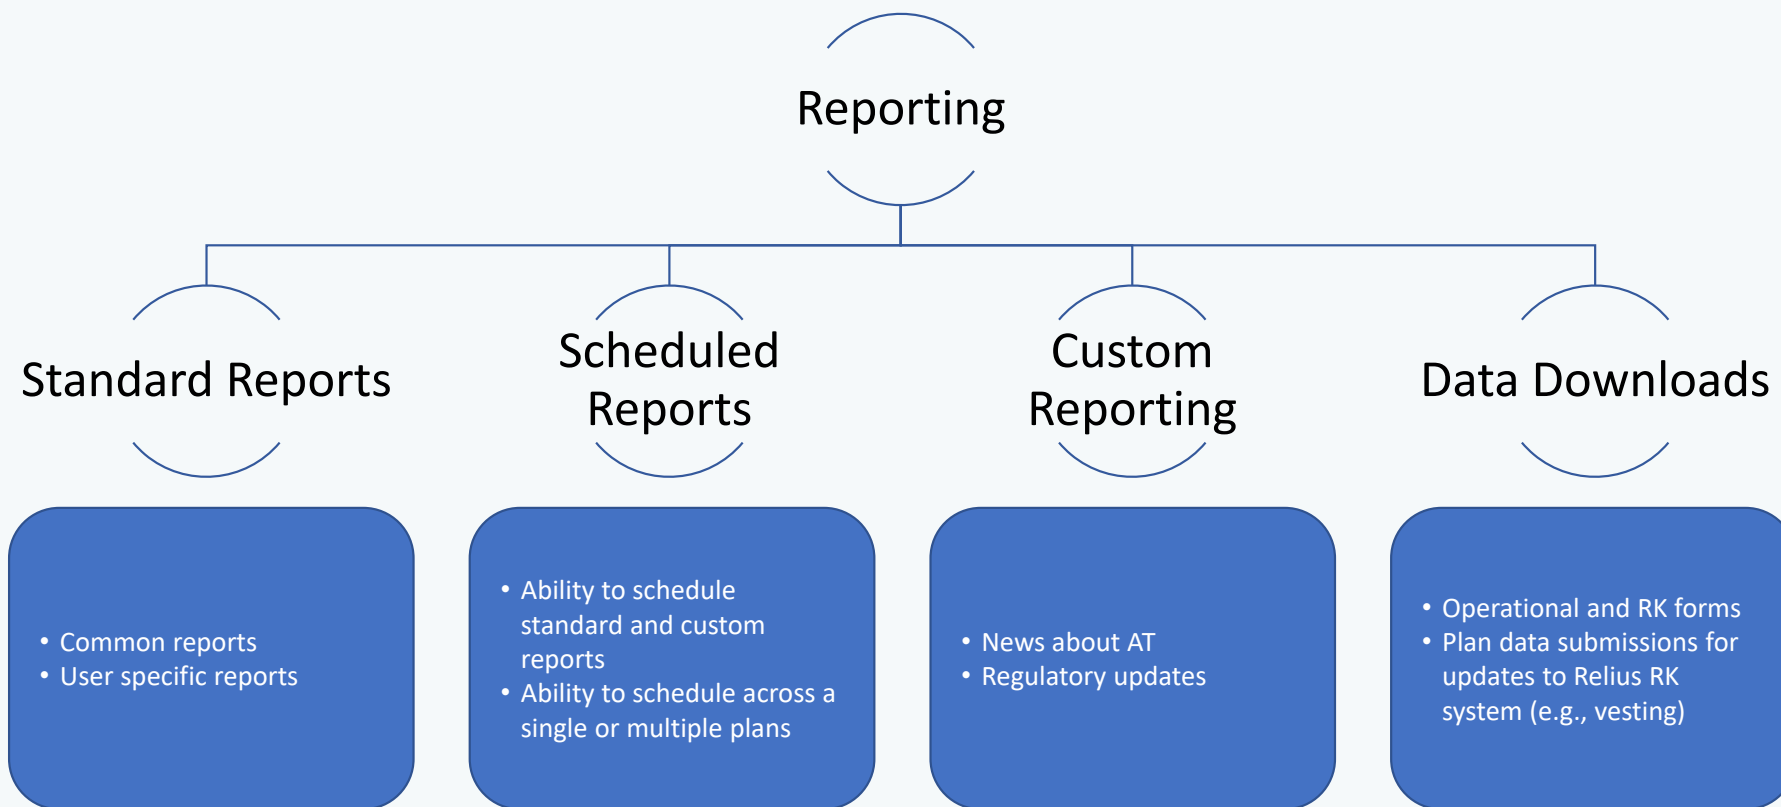 Reporting
Standard Reports
Scheduled
Reports
Custom
Reporting
Data Downloads
• Common reports
• User specific reports
• Ability to schedule
standard and custom
reports
• Ability to schedule across a
single or multiple plans
• News about AT
• Regulatory updates
• Operational and RK forms
• Plan data submissions for
updates to Relius RK
system (e.g., vesting)